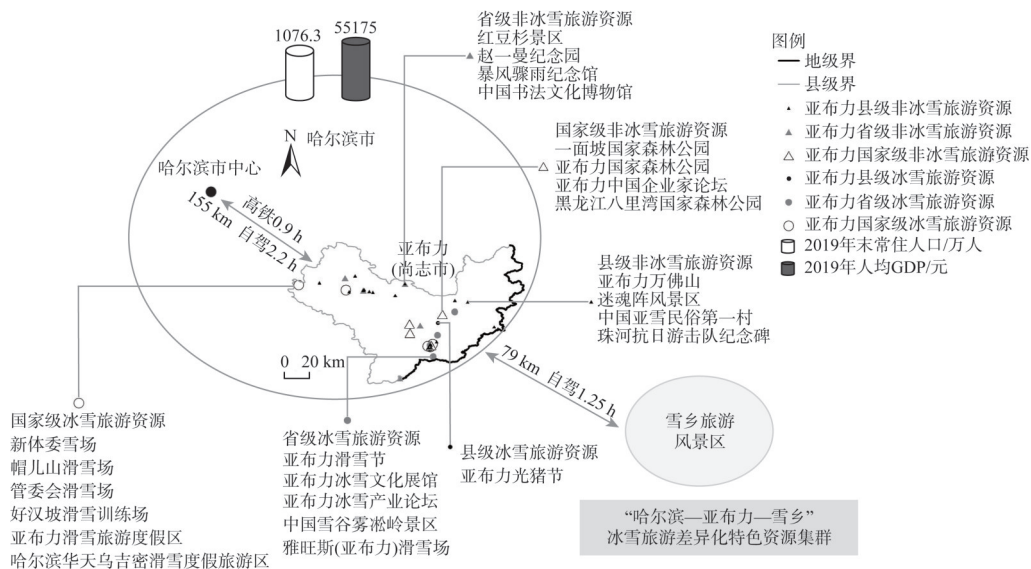 1076.3
55175
省级非冰雪旅游资源
红豆杉景区
赵一曼纪念园
暴风骤雨纪念馆
中国书法文化博物馆
图例
地级界
县级界
亚布力县级非冰雪旅游资源
亚布力省级非冰雪旅游资源
亚布力国家级非冰雪旅游资源
亚布力县级冰雪旅游资源
亚布力省级冰雪旅游资源
亚布力国家级冰雪旅游资源
2019年末常住人口/万人
2019年人均GDP/元
N
哈尔滨市
哈尔滨市中心
高铁0.9 h
155 km 自驾2.2 h
国家级非冰雪旅游资源
一面坡国家森林公园
亚布力国家森林公园
亚布力中国企业家论坛
黑龙江八里湾国家森林公园
亚布力
(尚志市)
县级非冰雪旅游资源
亚布力万佛山
迷魂阵风景区
中国亚雪民俗第一村
珠河抗日游击队纪念碑
0 20 km
79 km 自驾1.25 h
雪乡旅游
风景区
国家级冰雪旅游资源
新体委雪场
帽儿山滑雪场
管委会滑雪场
好汉坡滑雪训练场
亚布力滑雪旅游度假区
哈尔滨华天乌吉密滑雪度假旅游区
省级冰雪旅游资源
亚布力滑雪节
亚布力冰雪文化展馆
亚布力冰雪产业论坛
中国雪谷雾凇岭景区
雅旺斯(亚布力)滑雪场
县级冰雪旅游资源
亚布力光猪节
“哈尔滨—亚布力—雪乡”
冰雪旅游差异化特色资源集群